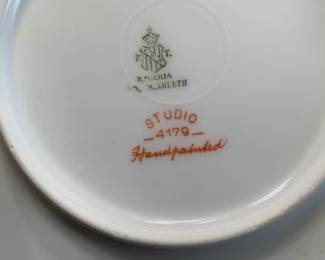 P. T.
BAVARIA
STUDIO
—4179—
Handpainted